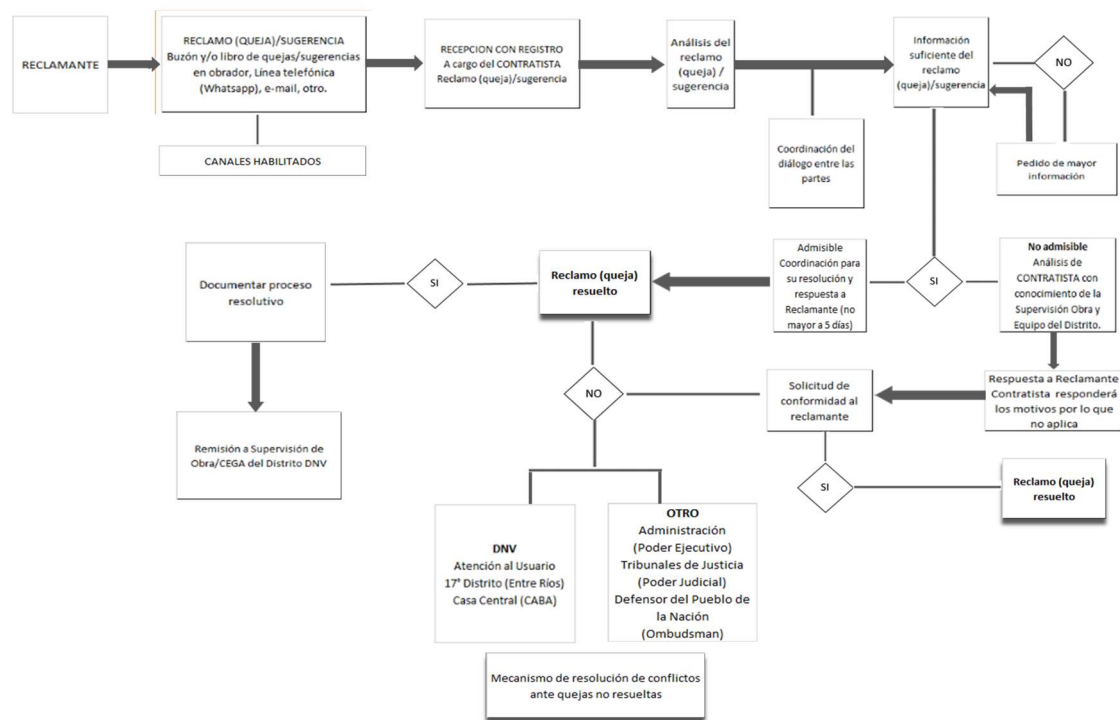 RECLAMANTE
RECLAMO (QUEJA)/SUGERENCIA
Buzón y/o libro de quejas/sugerencias
en obrador, Línea telefónica
(Whatsapp), e-mail, otro.
CANALES HABILITADOS
RECEPCION CON REGISTRO
A cargo del CONTRATISTA
Reclamo (queja)/sugerencia
Análisis del
reclamo
(queja) /
sugerencia
Coordinación del
diálogo entre las
partes
Información
suficiente del
reclamo
(queja)/sugerencia
NO
Pedido de mayor
información
SI
No admisible
Análisis de
CONTRATISTA con
conocimiento de la
Supervisión Obra y
Equipo del Distrito.
Admisible
Coordinación para
su resolución y
respuesta a
Reclamante (no
mayor a 5 días)
Reclamo (queja)
resuelto
SI
Documentar proceso
resolutivo
Remisión a Supervisión de
Obra/CEGA del Distrito DNV
Respuesta a Reclamante
Contratista responderá
los motivos por lo que
no aplica
Solicitud de
conformidad al
reclamante
NO
SI
Reclamo (queja)
resuelto
DNV
Atención al Usuario
17° Distrito (Entre Ríos)
Casa Central (CABA)
OTRO
Administración
(Poder Ejecutivo)
Tribunales de Justicia
(Poder Judicial)
Defensor del Pueblo de
la Nación
(Ombudsman)
Mecanismo de resolución de conflictos
ante quejas no resueltas